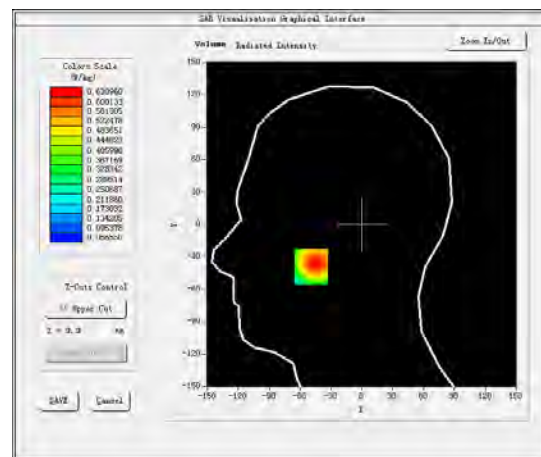 SAR Visualisation Graphical Interface
Volume Radiated Intensity
Zoom In/Out
Colors Scale
(W/kg)
0.638960
0.600133
0.561305
0.522478
0.483651
0.444823
0.405996
0.367169
0.328342
0.289514
0.250687
0.211860
0.173032
0.134205
0.095378
0.056550
150
120
90
60
30
0
-30
-60
-90
-120
-150
Y
-150 -120 -90 -60 -30 0 30 60 90 120 150
X
Z-Cuts Control
Upper Cut
Z = 0.0 mm
SAVE Cancel